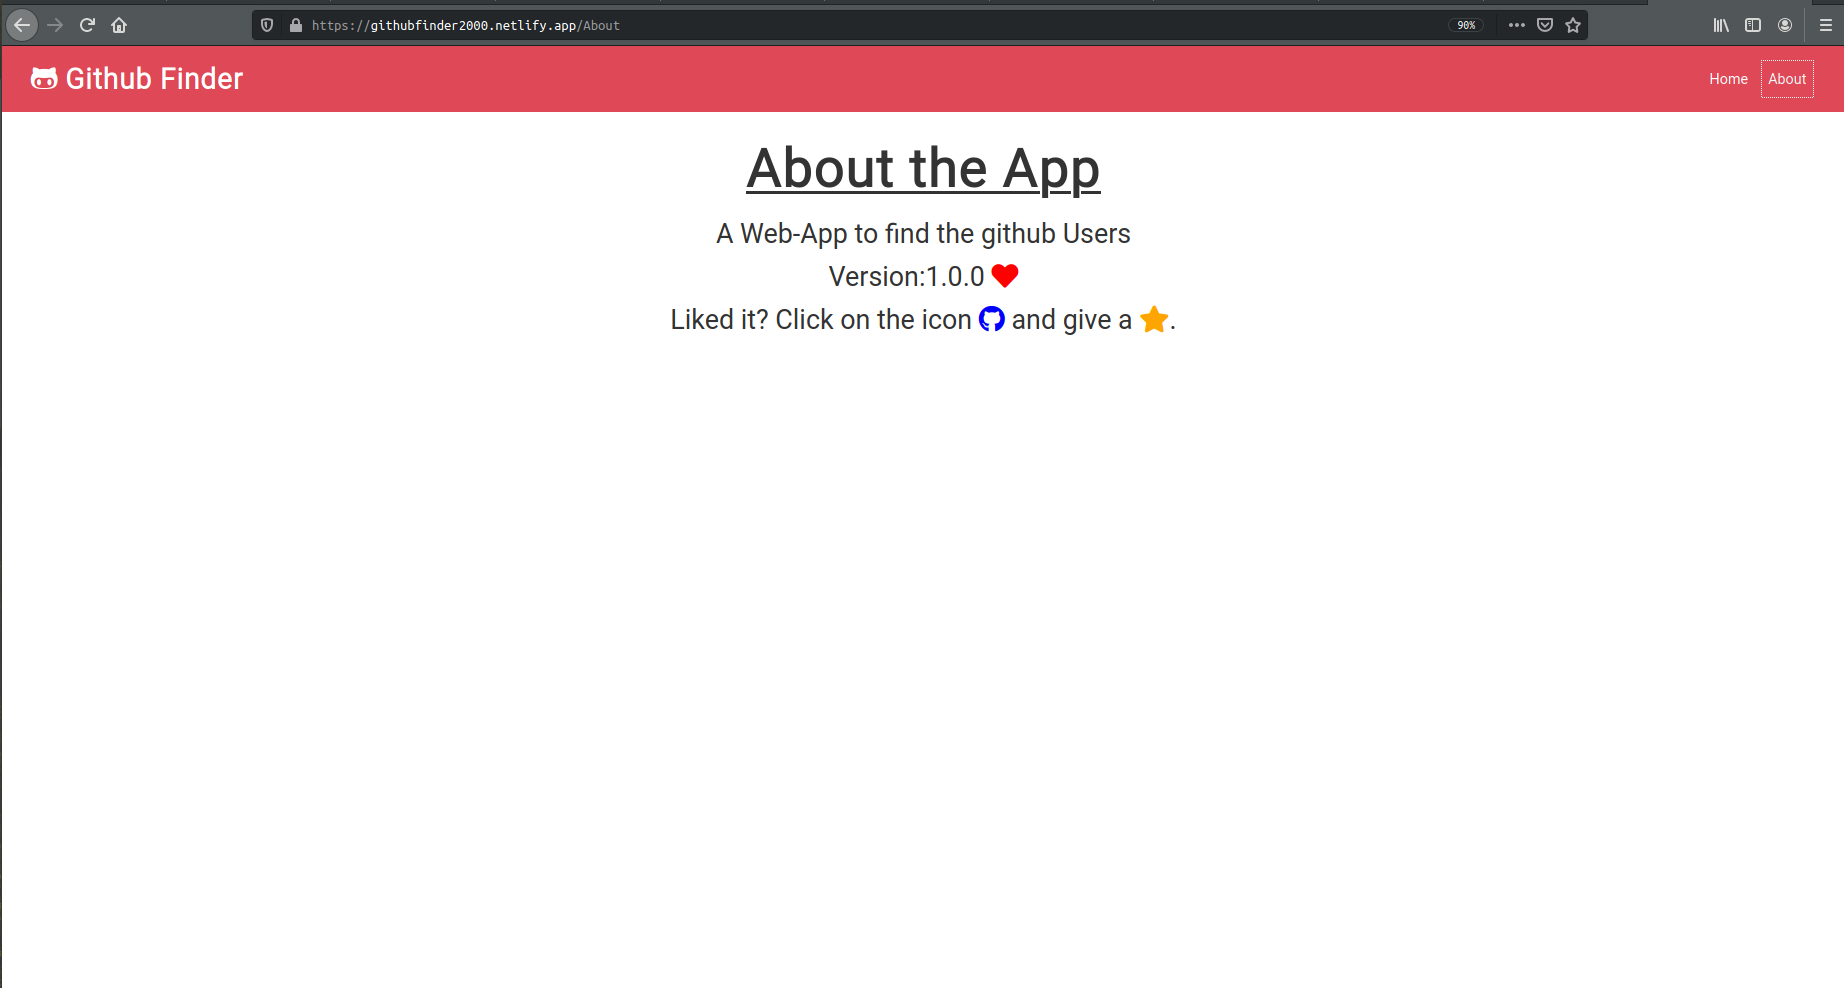 https://githubfinder2000.netlify.app/About
90%
Github Finder
Home
About
About the App
A Web-App to find the github Users
Version:1.0.0
Liked it? Click on the icon and give a .